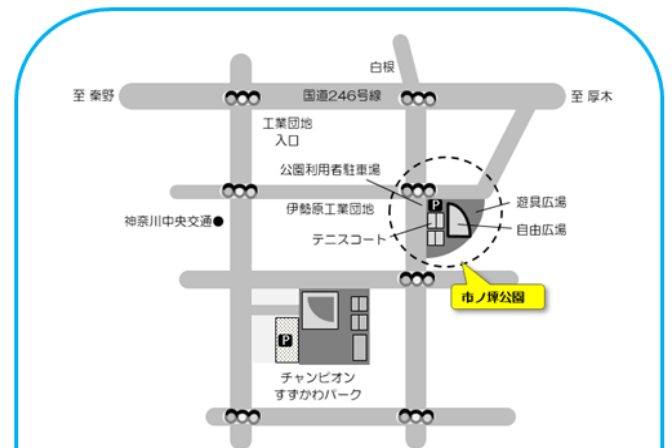 白根
至 秦野
国道246号線
至 厚木
工業団地
入口
公園利用者駐車場
P
遊具広場
伊勢原工業団地
神奈川中央交通●
自由広場
テニスコート
市ノ坪公園
P
チャンピオン
すずかわパーク